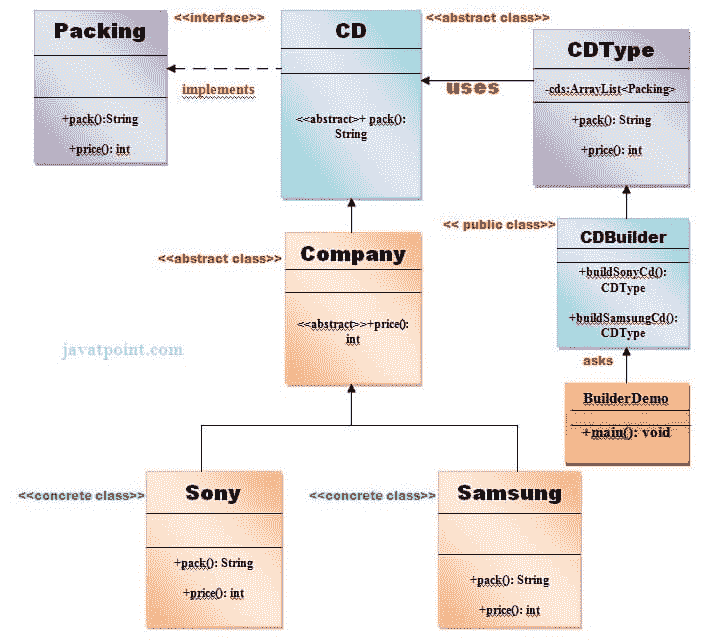 Packing
+pack():String
+price(): int
<<interface>>
implements
CD
<<abstract>>+ pack():
String
<<abstract class>>
uses
CDType
-cds:ArrayList<Packing>
+pack(): String
+price(): int
<< public class>>
CDBuilder
+buildSonyCd():
CDType
+buildSamsungCd():
CDType
asks
BuilderDemo
+main(): void
<<abstract class>>
Company
<<abstract>>+price():
int
javatpoint.com
<<concrete class>>
Sony
+pack(): String
+price(): int
<<concrete class>>
Samsung
+pack(): String
+price(): int